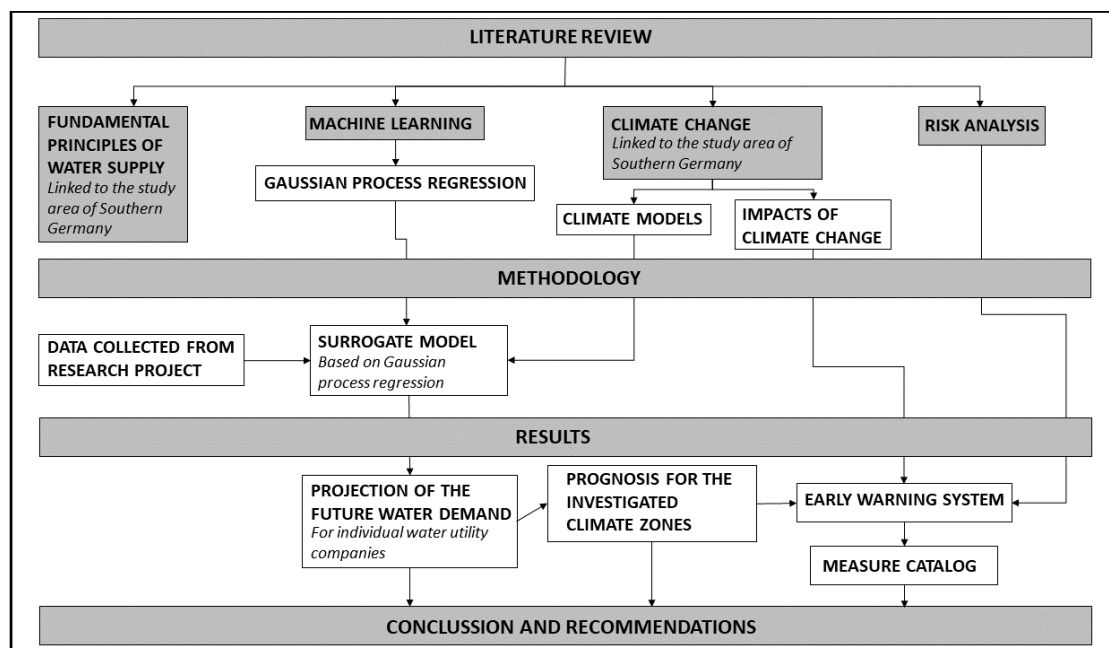 LITERATURE REVIEW
FUNDAMENTAL
PRINCIPLES OF
WATER SUPPLY
Linked to the study
area of Southern
Germany
MACHINE LEARNING
GAUSSIAN PROCESS REGRESSION
CLIMATE CHANGE
Linked to the study area of
Southern Germany
CLIMATE MODELS
IMPACTS OF
CLIMATE CHANGE
RISK ANALYSIS
METHODOLOGY
DATA COLLECTED FROM
RESEARCH PROJECT
SURROGATE MODEL
Based on Gaussian
process regression
RESULTS
PROJECTION OF THE
FUTURE WATER DEMAND
For individual water utility
companies
PROGNOSIS FOR THE
INVESTIGATED
CLIMATE ZONES
EARLY WARNING SYSTEM
MEASURE CATALOG
CONCLUSSION AND RECOMMENDATIONS